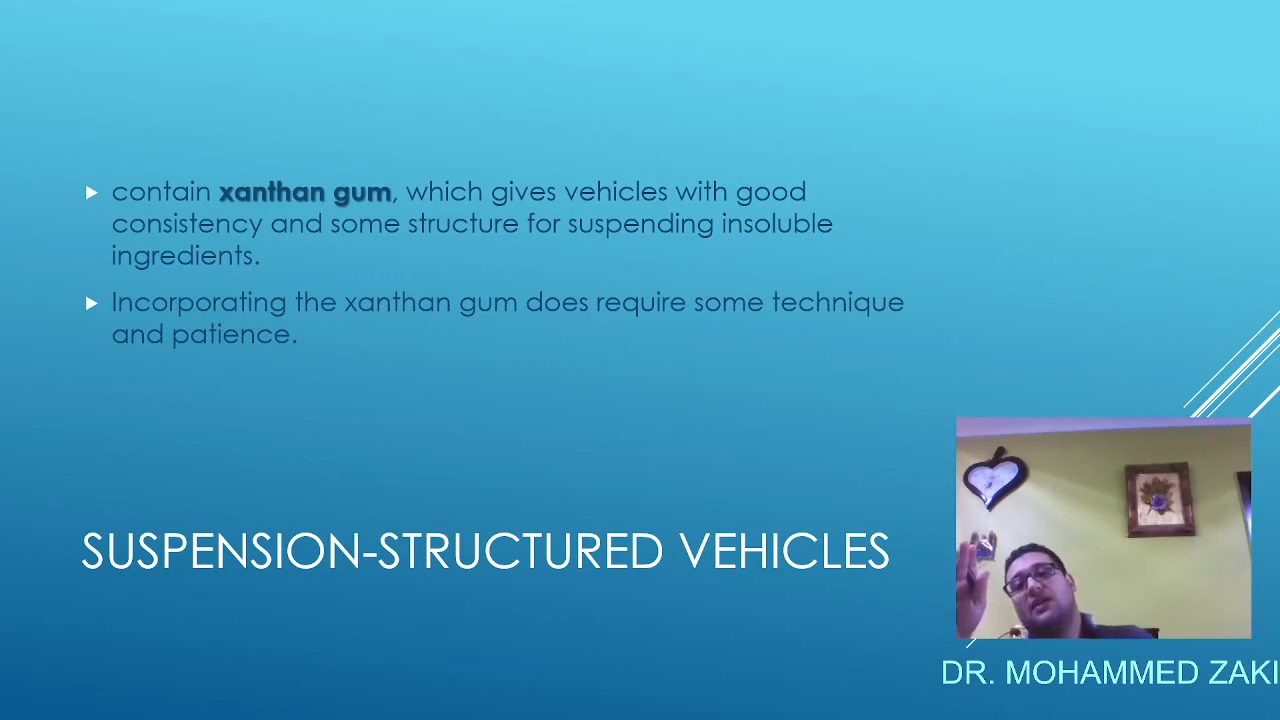 contain xanthan gum, which gives vehicles with good
consistency and some structure for suspending insoluble
ingredients.
Incorporating the xanthan gum does require some technique
and patience.
SUSPENSION-STRUCTURED VEHICLES
DR. MOHAMMED ZAKI